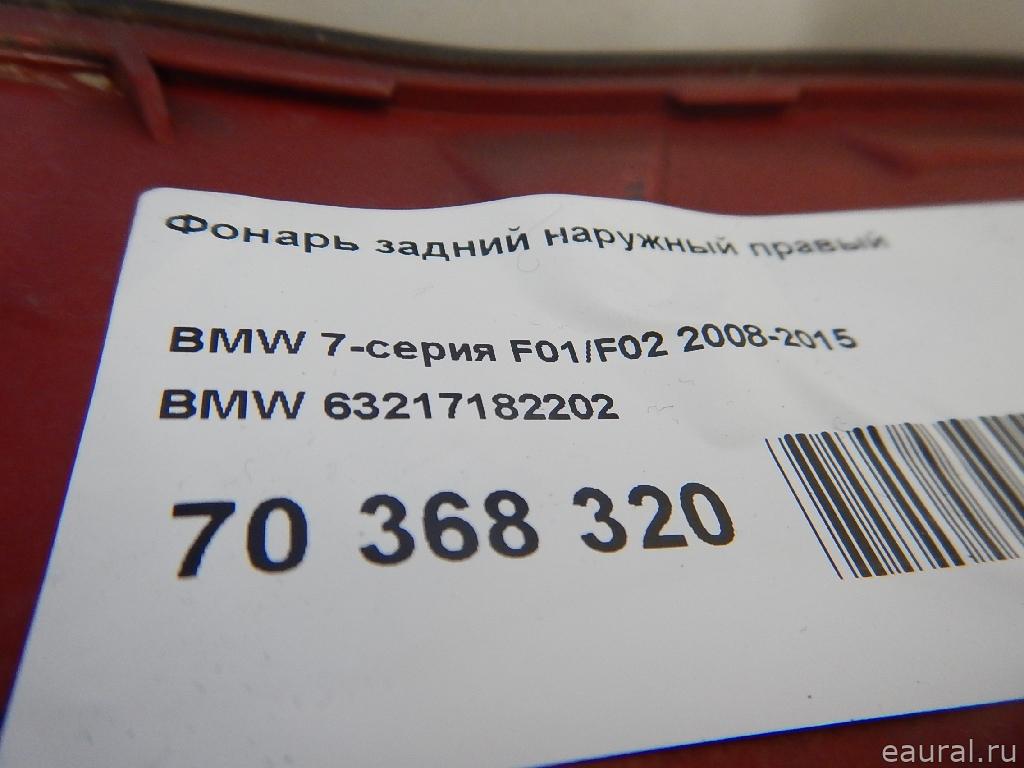 Фонарь задний наружный правый
BMW 7-серия F01/F02 2008-2015
BMW 63217182202
70 368 320
eaural.ru